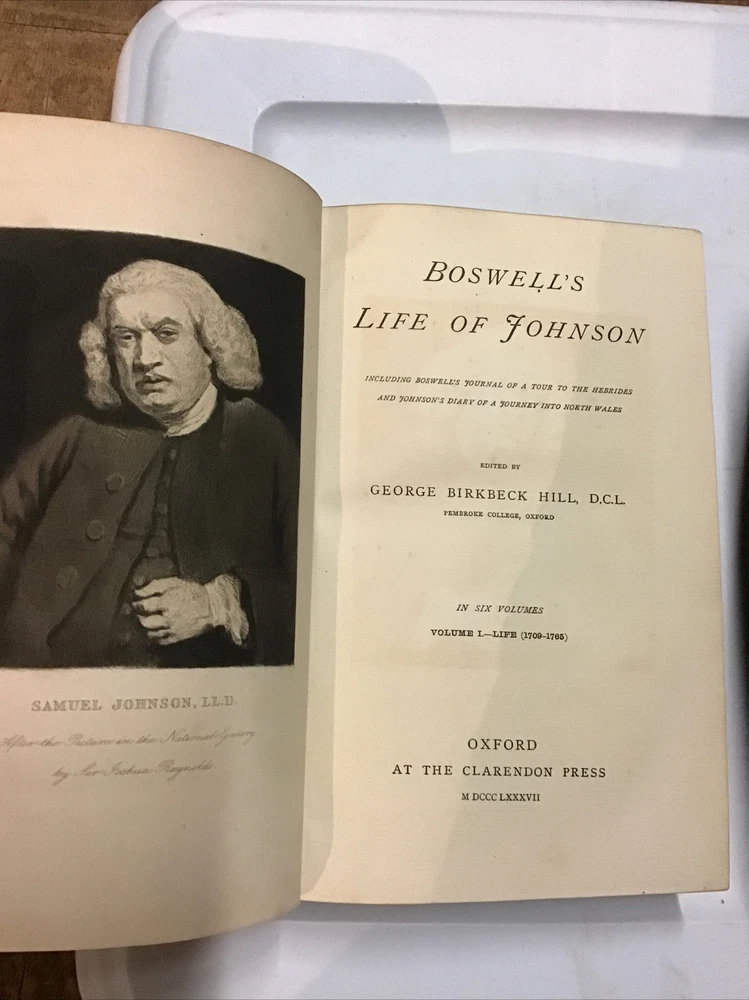 SAMUEL JOHNSON, LL.D.
After the Picture in the National Gallery
by Sir Joshua Reynolds.
BOSWELL'S
LIFE OF JOHNSON
INCLUDING BOSWELL'S JOURNAL OF A TOUR TO THE HEBRIDES
AND JOHNSON'S DIARY OF A JOURNEY INTO NORTH WALES
EDITED BY
GEORGE BIRKBECK HILL, D.C.L.
PEMBROKE COLLEGE, OXFORD
IN SIX VOLUMES
VOLUME I.—LIFE (1709-1765)
OXFORD
AT THE CLARENDON PRESS
M DCCC LXXXVII